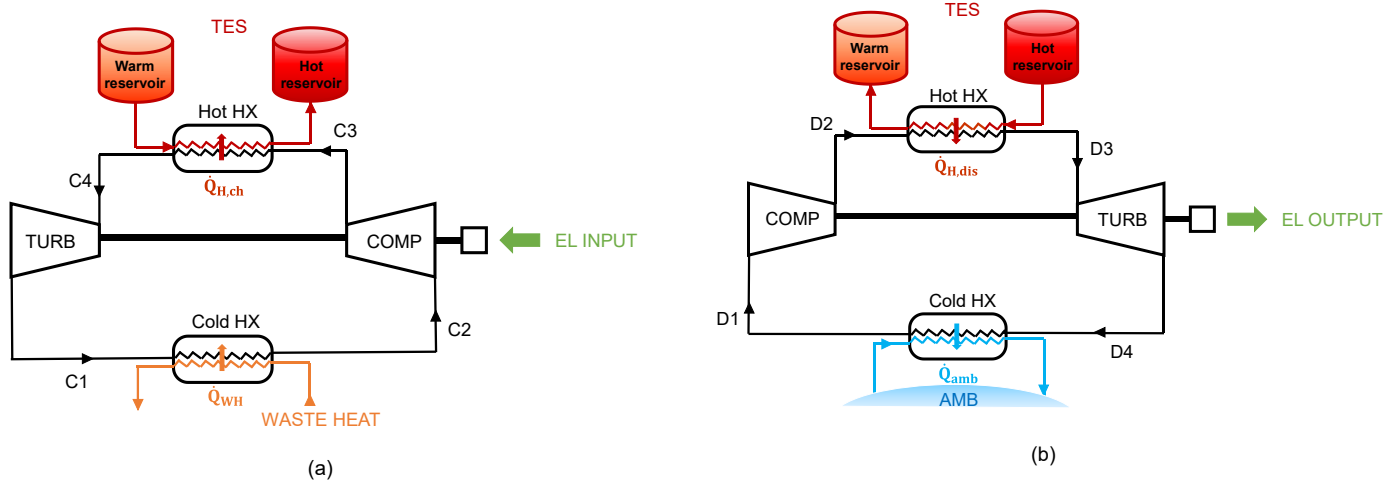 TES
Warm
reservoir
Hot
reservoir
Hot HX
C3
C4
Q̇H,ch
TURB
COMP
EL INPUT
Cold HX
C2
C1
Q̇WH
WASTE HEAT
(a)
TES
Warm
reservoir
Hot
reservoir
Hot HX
D2
D3
Q̇H,dis
COMP
TURB
EL OUTPUT
Cold HX
D1
D4
Q̇amb
AMB
(b)